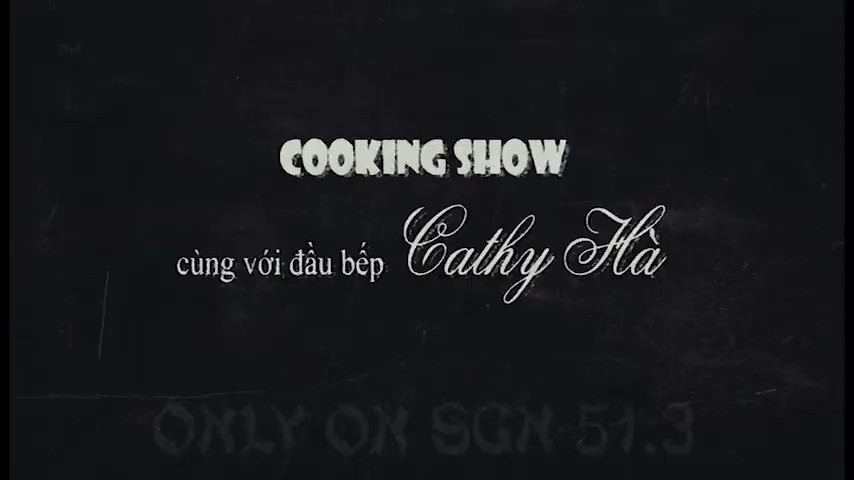 COOKING SHOW
cùng với đầu bếp Cathy Hà
ONLY ON SGN 51.3